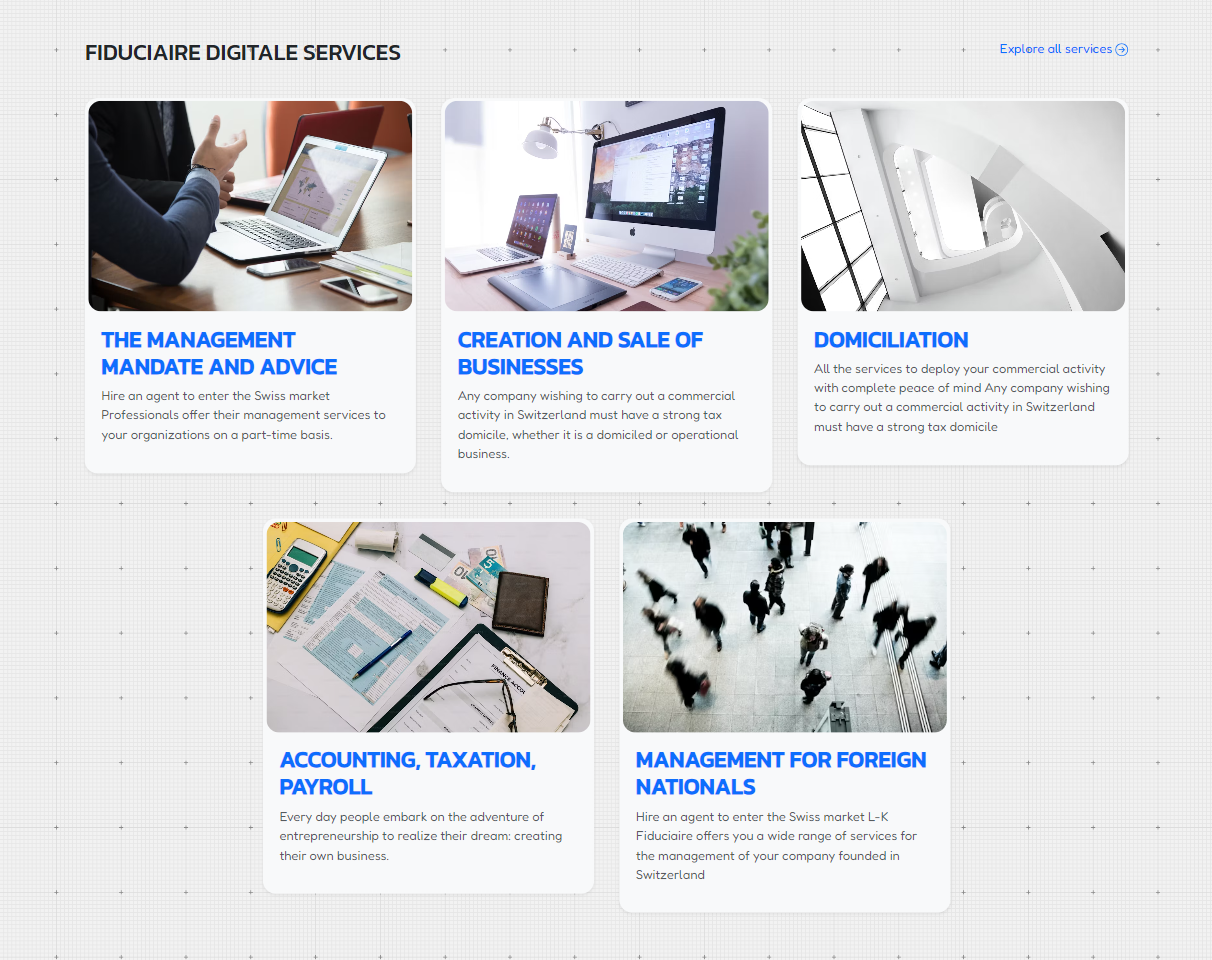 FIDUCIAIRE DIGITALE SERVICES
Explore all services
THE MANAGEMENT
MANDATE AND ADVICE
Hire an agent to enter the Swiss market
Professionals offer their management services to
your organizations on a part-time basis.
CREATION AND SALE OF
BUSINESSES
Any company wishing to carry out a commercial
activity in Switzerland must have a strong tax
domicile, whether it is a domiciled or operational
business.
DOMICILIATION
All the services to deploy your commercial activity
with complete peace of mind Any company wishing
to carry out a commercial activity in Switzerland
must have a strong tax domicile
ACCOUNTING, TAXATION,
PAYROLL
Every day people embark on the adventure of
entrepreneurship to realize their dream: creating
their own business.
MANAGEMENT FOR FOREIGN
NATIONALS
Hire an agent to enter the Swiss market L-K
Fiduciaire offers you a wide range of services for
the management of your company founded in
Switzerland